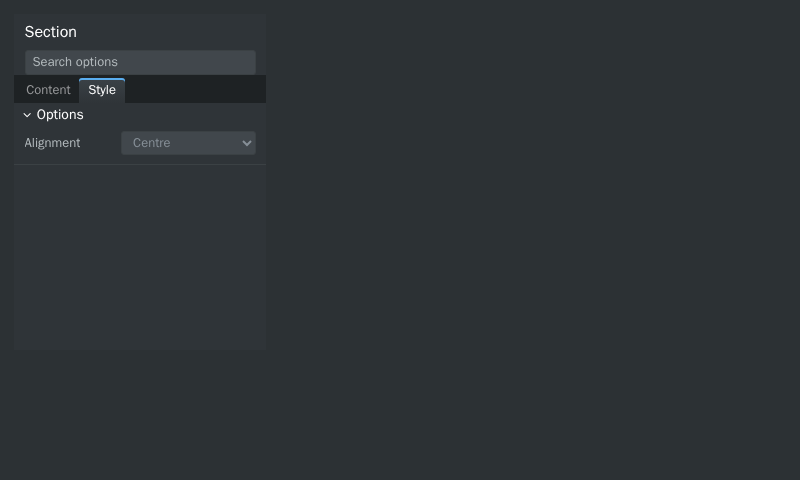 Section
Search options
Content Style
Options
Alignment Centre